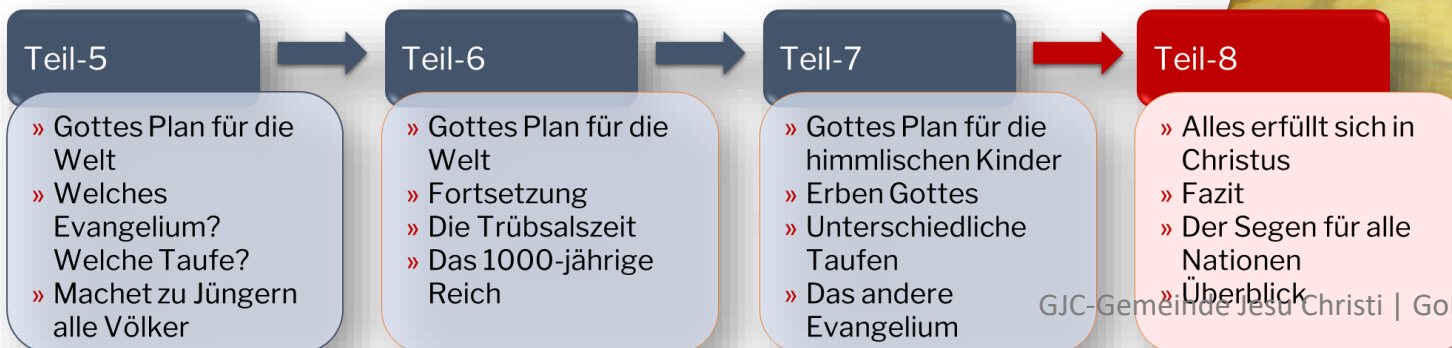 Teil-5
» Gottes Plan für die
Welt
» Welches
Evangelium?
Welche Taufe?
» Machet zu Jüngern
alle Völker
Teil-6
» Gottes Plan für die
Welt
» Fortsetzung
» Die Trübsalszeit
» Das 1000-jährige
Reich
Teil-7
» Gottes Plan für die
himmlischen Kinder
» Erben Gottes
» Unterschiedliche
Taufen
» Das andere
Evangelium
Teil-8
» Alles erfüllt sich in
Christus
» Fazit
» Der Segen für alle
Nationen
» Überblick
GJC-Gemeinde Jesu Christi |